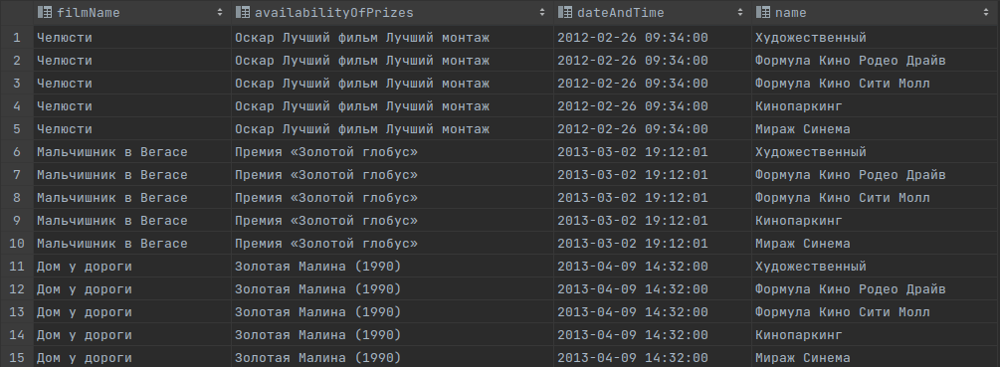 filmName availabilityOfPrizes dateAndTime name
1 Челюсти Оскар Лучший фильм Лучший монтаж 2012-02-26 09:34:00 Художественный
2 Челюсти Оскар Лучший фильм Лучший монтаж 2012-02-26 09:34:00 Формула Кино Родео Драйв
3 Челюсти Оскар Лучший фильм Лучший монтаж 2012-02-26 09:34:00 Формула Кино Сити Молл
4 Челюсти Оскар Лучший фильм Лучший монтаж 2012-02-26 09:34:00 Кинопаркинг
5 Челюсти Оскар Лучший фильм Лучший монтаж 2012-02-26 09:34:00 Мираж Синема
6 Мальчишник в Вегасе Премия «Золотой глобус» 2013-03-02 19:12:01 Художественный
7 Мальчишник в Вегасе Премия «Золотой глобус» 2013-03-02 19:12:01 Формула Кино Родео Драйв
8 Мальчишник в Вегасе Премия «Золотой глобус» 2013-03-02 19:12:01 Формула Кино Сити Молл
9 Мальчишник в Вегасе Премия «Золотой глобус» 2013-03-02 19:12:01 Кинопаркинг
10 Мальчишник в Вегасе Премия «Золотой глобус» 2013-03-02 19:12:01 Мираж Синема
11 Дом у дороги Золотая Малина (1990) 2013-04-09 14:32:00 Художественный
12 Дом у дороги Золотая Малина (1990) 2013-04-09 14:32:00 Формула Кино Родео Драйв
13 Дом у дороги Золотая Малина (1990) 2013-04-09 14:32:00 Формула Кино Сити Молл
14 Дом у дороги Золотая Малина (1990) 2013-04-09 14:32:00 Кинопаркинг
15 Дом у дороги Золотая Малина (1990) 2013-04-09 14:32:00 Мираж Синема